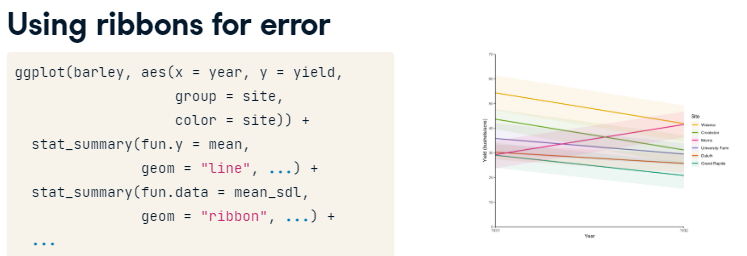 Using ribbons for error
ggplot(barley, aes(x = year, y = yield,
group = site,
color = site)) +
stat_summary(fun.y = mean,
geom = "line", ...) +
stat_summary(fun.data = mean_sdl,
geom = "ribbon", ...) +
...
70
60
50
40
30
20
10
0
Yield (bushels/acre)
Year
Site
Waseca
Crookston
Morris
University Farm
Duluth
Grand Rapids